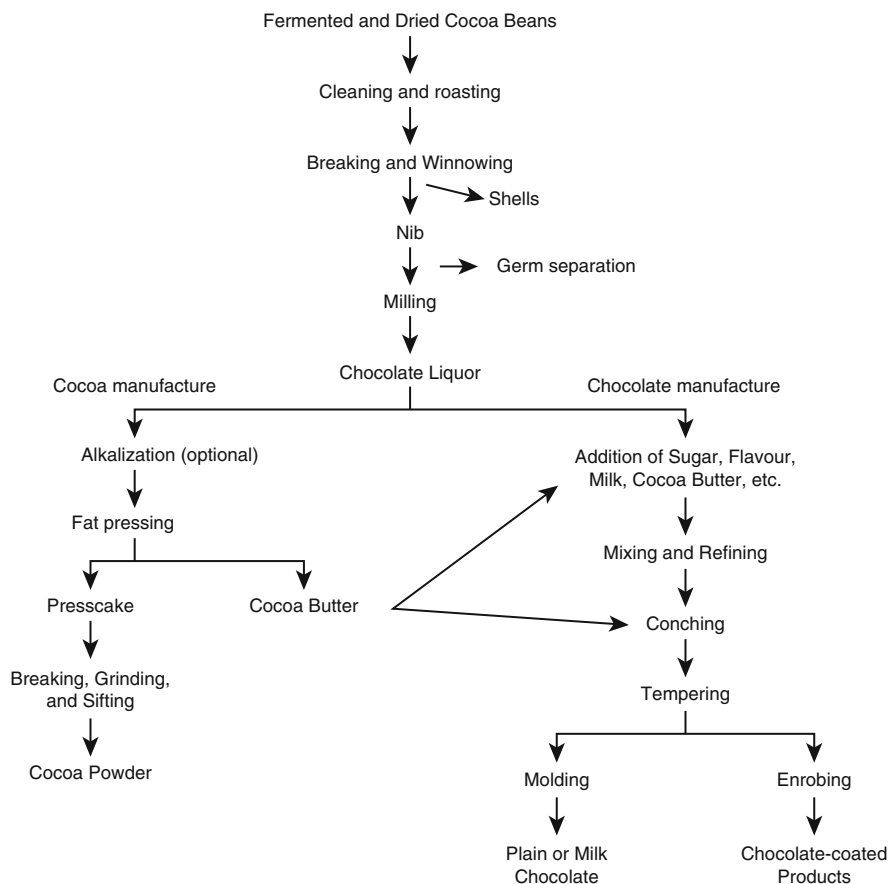 Fermented and Dried Cocoa Beans
Cleaning and roasting
Breaking and Winnowing
Shells
Nib
Germ separation
Milling
Chocolate Liquor
Cocoa manufacture
Chocolate manufacture
Alkalization (optional)
Addition of Sugar, Flavour,
Milk, Cocoa Butter, etc.
Fat pressing
Mixing and Refining
Presscake
Cocoa Butter
Conching
Breaking, Grinding,
and Sifting
Tempering
Cocoa Powder
Molding
Enrobing
Plain or Milk
Chocolate
Chocolate-coated
Products